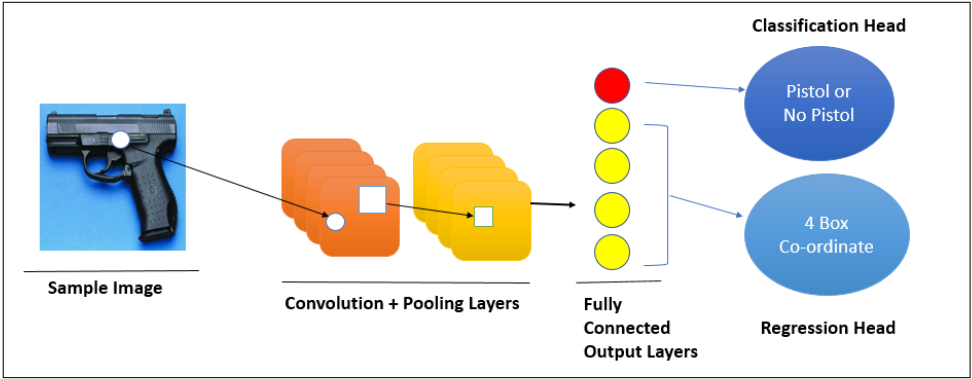 Classification Head
Pistol or
No Pistol
4 Box
Co-ordinate
Sample Image
Convolution + Pooling Layers
Fully
Connected
Output Layers
Regression Head